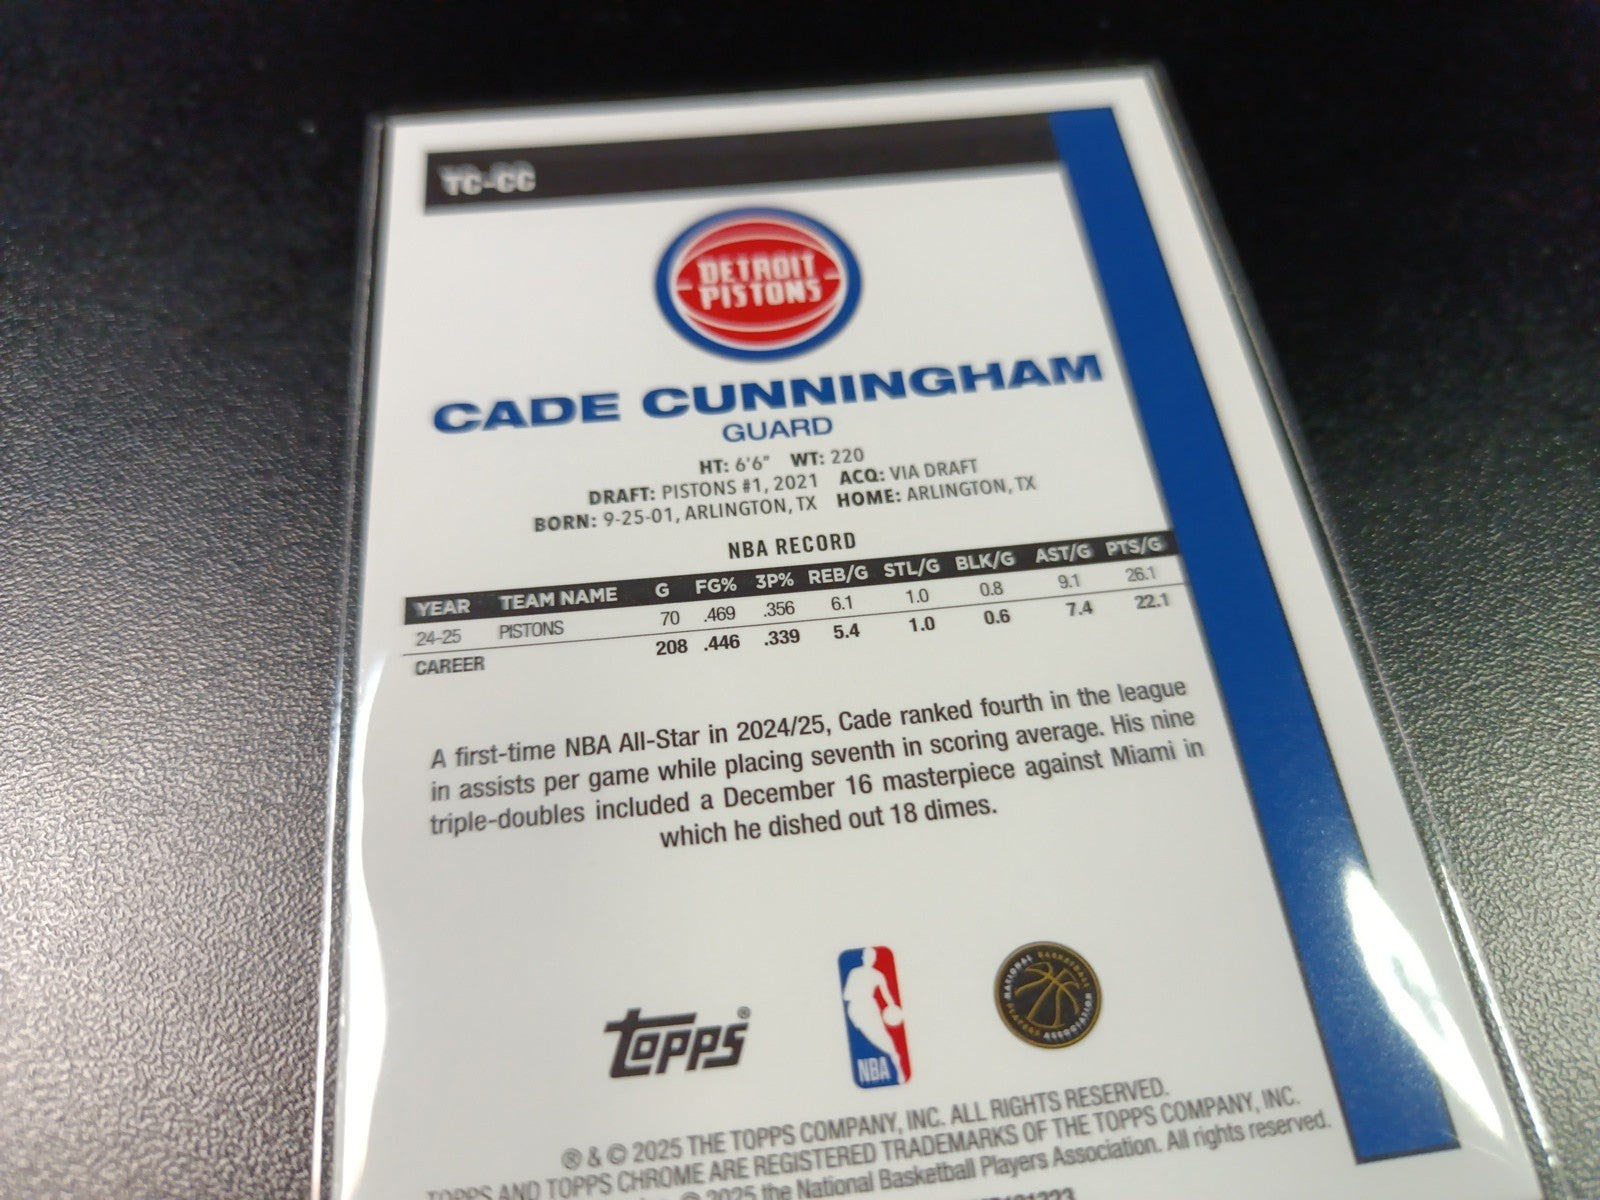 TC-CC
DETROIT
PISTONS
CADE CUNNINGHAM
GUARD
HT: 6'6" WT: 220
DRAFT: PISTONS #1, 2021 ACQ: VIA DRAFT
BORN: 9-25-01, ARLINGTON, TX HOME: ARLINGTON, TX
NBA RECORD
YEAR TEAM NAME G FG% 3P% REB/G STL/G BLK/G AST/G PTS/G
24-25 PISTONS 70 .469 .356 6.1 1.0 0.8 9.1 26.1
CAREER 208 .446 .339 5.4 1.0 0.6 7.4 22.1
A first-time NBA All-Star in 2024/25, Cade ranked fourth in the league
in assists per game while placing seventh in scoring average. His nine
triple-doubles included a December 16 masterpiece against Miami in
which he dished out 18 dimes.
topps®
NBA
NATIONAL BASKETBALL PLAYERS ASSOCIATION
® & © 2025 THE TOPPS COMPANY, INC. ALL RIGHTS RESERVED.
TOPPS AND TOPPS CHROME ARE REGISTERED TRADEMARKS OF THE TOPPS COMPANY, INC.
© 2025 the National Basketball Players Association. All rights reserved.